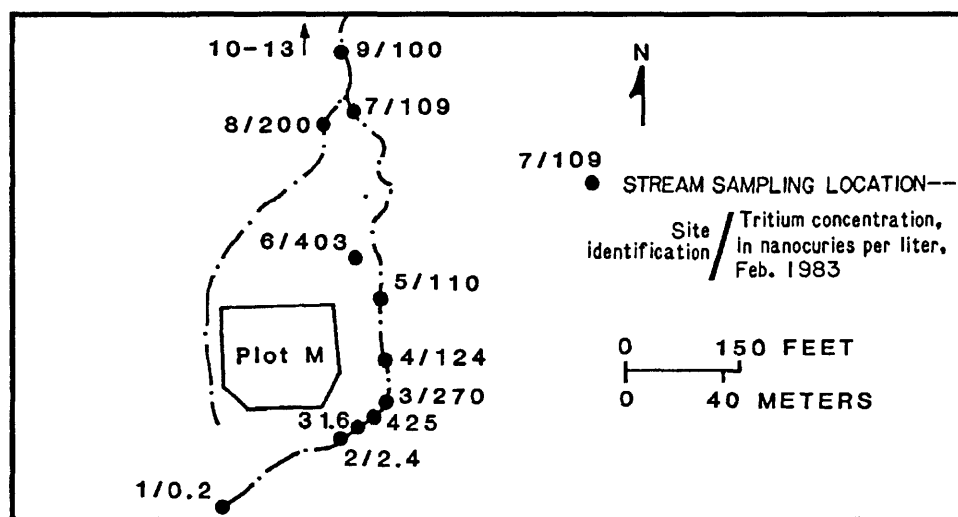 10-13
9/100
N
7/109
8/200
7/109
STREAM SAMPLING LOCATION--
Site identification / Tritium concentration, in nanocuries per liter, Feb. 1983
6/403
5/110
Plot M
4/124
0 150 FEET
0 40 METERS
3/270
31.6
425
2/2.4
1/0.2